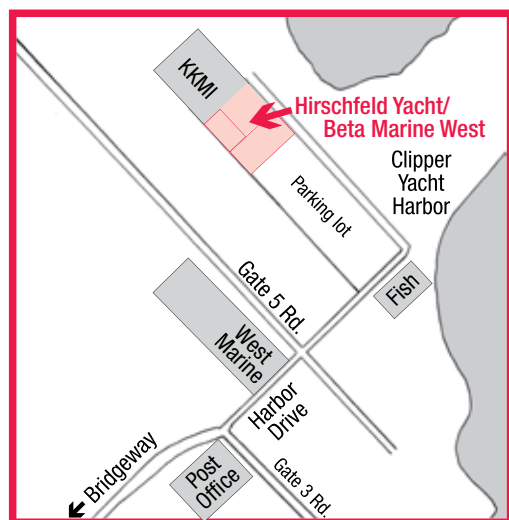 KKMI
Hirschfeld Yacht/
Beta Marine West
Clipper
Yacht
Harbor
Parking lot
Fish
Gate 5 Rd.
West
Marine
Harbor
Drive
Bridgeway
Post
Office
Gate 3 Rd.